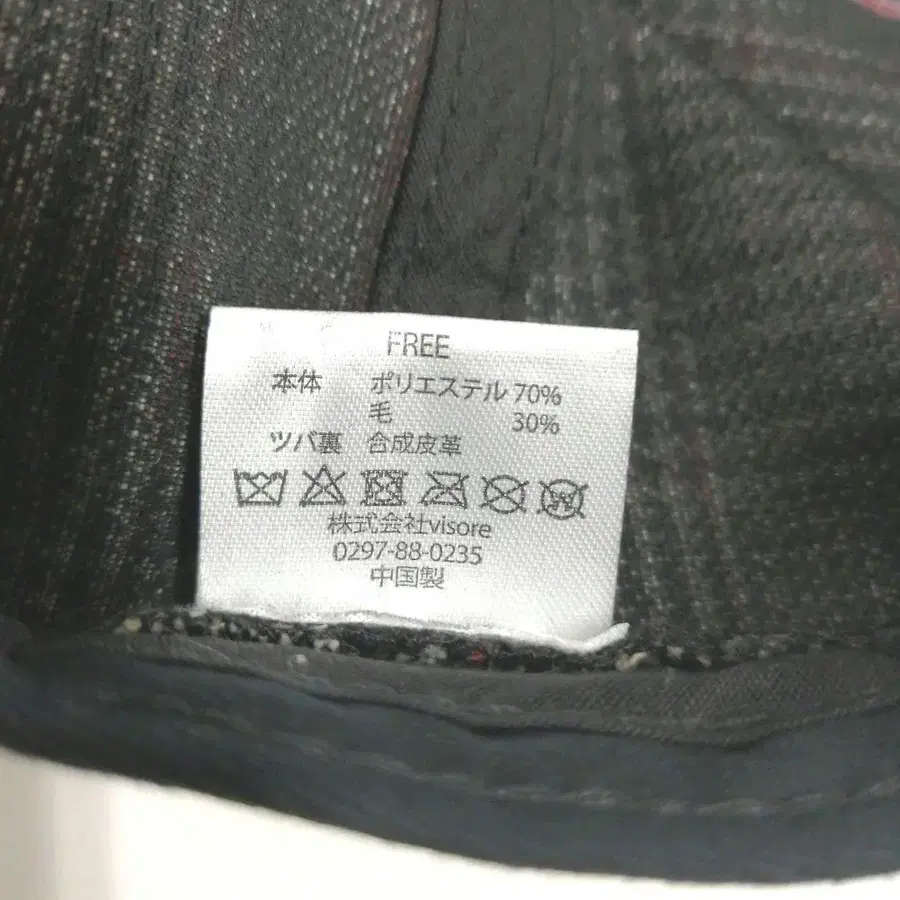 FREE
本体 ポリエステル 70%
毛 30%
ツバ裏 合成皮革
W
株式会社visore
0297-88-0235
中国製